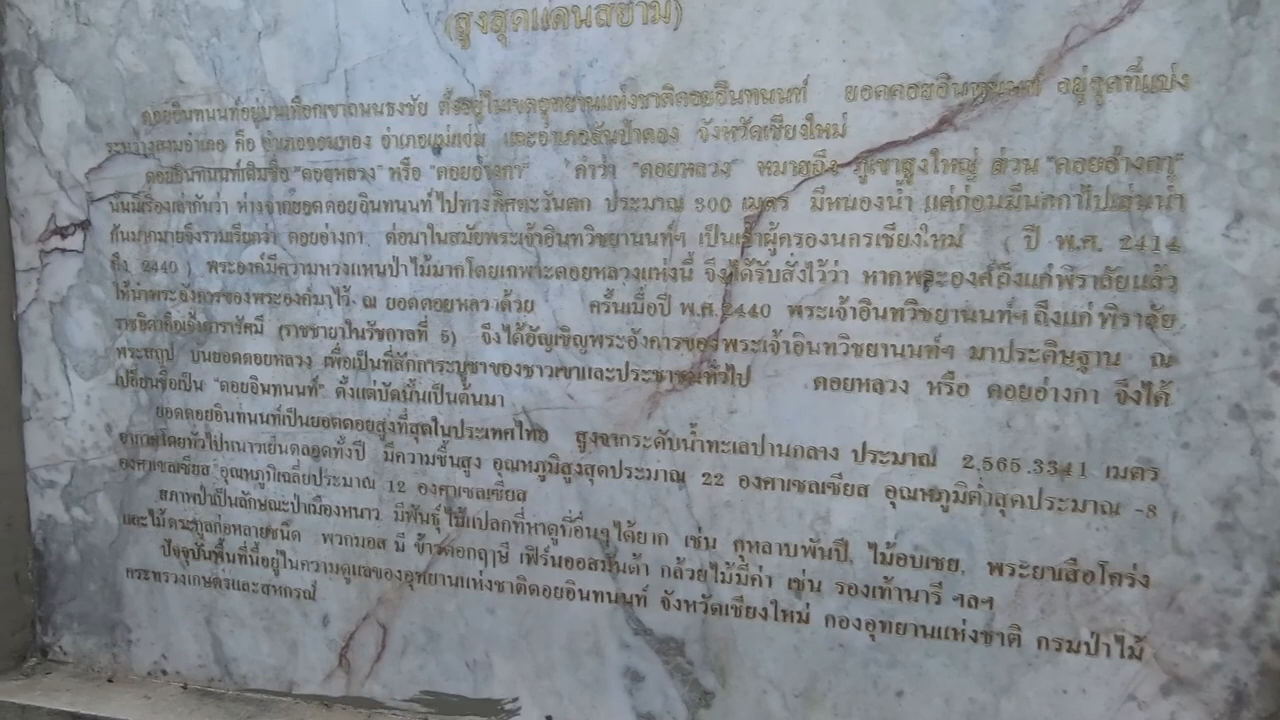 (สูงสุดแดนสยาม)
ดอยอินทนนท์อยู่บนเทือกเขาถนนธงชัย ตั้งอยู่ในเขตอุทยานแห่งชาติดอยอินทนนท์ ยอดดอยอินทนนท์ อยู่จุดที่แบ่ง
ระหว่างสามอำเภอ คือ อำเภอจอมทอง อำเภอแม่แจ่ม และอำเภอสันป่าตอง จังหวัดเชียงใหม่
ดอยอินทนนท์เดิมชื่อ "ดอยหลวง" หรือ "ดอยอ่างกา" คำว่า "ดอยหลวง" หมายถึง ภูเขาสูงใหญ่ ส่วน "ดอยอ่างกา"
นั้นมีเรื่องเล่ากันว่า ห่างจากยอดดอยอินทนนท์ไปทางทิศตะวันตก ประมาณ 300 เมตร มีหนองน้ำ แต่ก่อนมีนกกาไปเล่นน้ำ
กันมากมายจึงรวมเรียกว่า ดอยอ่างกา ต่อมาในสมัยพระเจ้าอินทวิชยานนท์ฯ เป็นเจ้าผู้ครองนครเชียงใหม่ ( ปี พ.ศ. 2414
ถึง 2440 ) พระองค์มีความหวงแหนป่าไม้มากโดยเฉพาะดอยหลวงแห่งนี้ จึงได้รับสั่งไว้ว่า หากพระองค์ถึงแก่พิราลัยแล้ว
ให้นำพระอังคารของพระองค์มาไว้ ณ ยอดดอยหลวงด้วย ครั้นเมื่อปี พ.ศ. 2440 พระเจ้าอินทวิชยานนท์ฯ ถึงแก่พิราลัย
ราชธิดาคือเจ้าดารารัศมี (ราชชายาในรัชกาลที่ 5) จึงได้อัญเชิญพระอังคารของพระเจ้าอินทวิชยานนท์ฯ มาประดิษฐาน ณ
พระสถูป บนยอดดอยหลวง เพื่อเป็นที่สักการะบูชาของชาวเขาและประชาชนทั่วไป ดอยหลวง หรือ ดอยอ่างกา จึงได้
เปลี่ยนชื่อเป็น "ดอยอินทนนท์" ตั้งแต่บัดนั้นเป็นต้นมา
ยอดดอยอินทนนท์เป็นยอดดอยสูงที่สุดในประเทศไทย สูงจากระดับน้ำทะเลปานกลาง ประมาณ 2,565.3341 เมตร
อากาศโดยทั่วไปหนาวเย็นตลอดทั้งปี มีความชื้นสูง อุณหภูมิสูงสุดประมาณ 22 องศาเซลเซียส อุณหภูมิต่ำสุดประมาณ -8
องศาเซลเซียส อุณหภูมิเฉลี่ยประมาณ 12 องศาเซลเซียส
สภาพป่าเป็นลักษณะป่าเมืองหนาว มีพันธุ์ไม้แปลกที่หาดูที่อื่นๆได้ยาก เช่น กุหลาบพันปี, ไม้อบเชย, พระยาเสือโคร่ง
และไม้ตระกูลก่อหลายชนิด พวกมอส มี ข้าวตอกฤาษี เฟิร์นออสมันด้า กล้วยไม้มีค่า เช่น รองเท้านารี ฯลฯ
ปัจจุบันพื้นที่นี้อยู่ในความดูแลของอุทยานแห่งชาติดอยอินทนนท์ จังหวัดเชียงใหม่ กองอุทยานแห่งชาติ กรมป่าไม้
กระทรวงเกษตรและสหกรณ์